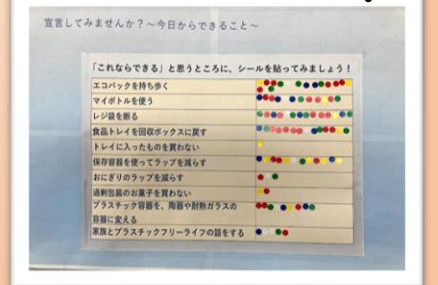 宣言してみませんか？～今日からできること～
「これならできる」と思うところに、シールを貼ってみましょう！
エコバックを持ち歩く
マイボトルを使う
レジ袋を断る
食品トレイを回収ボックスに戻す
トレイに入ったものを買わない
保存容器を使ってラップを減らす
おにぎりのラップを減らす
過剰包装のお菓子を買わない
プラスチック容器を、陶器や耐熱ガラスの
容器に変える
家族とプラスチックフリーライフの話をする